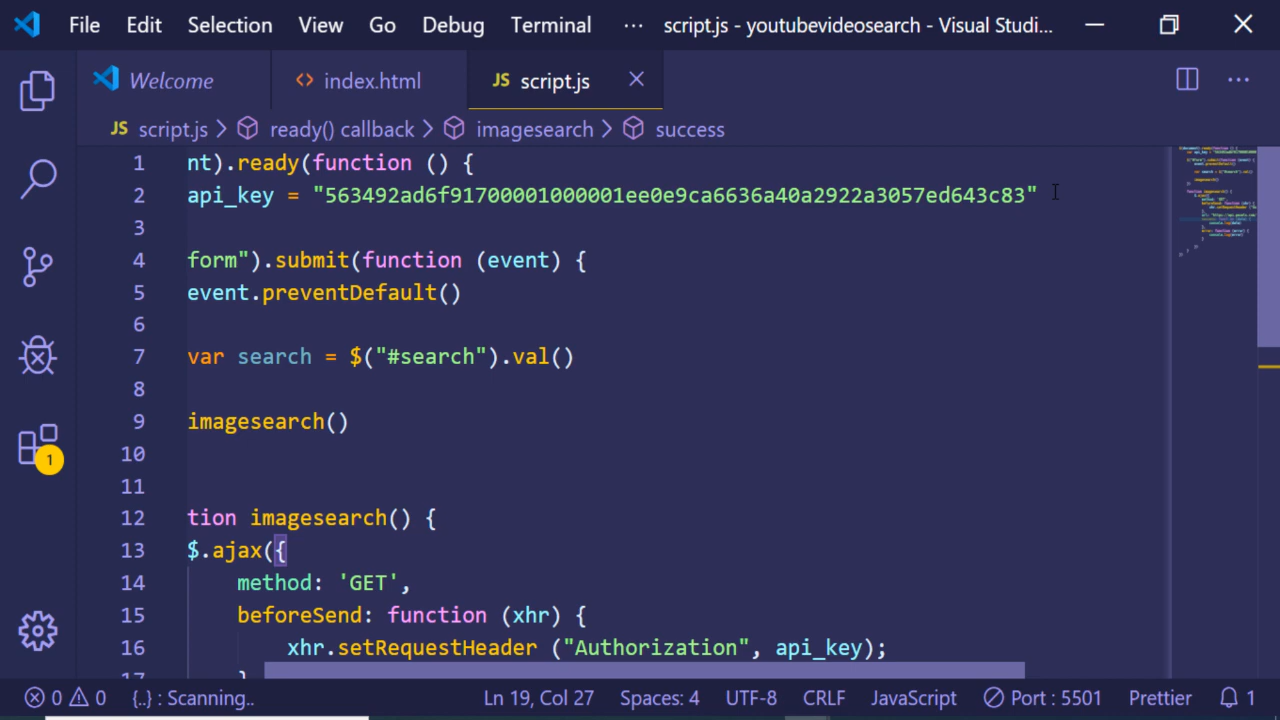 File Edit Selection View Go Debug Terminal ··· script.js - youtubevideosearch - Visual Studi...
Welcome index.html JS script.js
JS script.js > ready() callback > imagesearch > success
1 nt).ready(function () {
2 api_key = "563492ad6f91700001000001ee0e9ca6636a40a2922a3057ed643c83"
3
4 form").submit(function (event) {
5 event.preventDefault()
6
7 var search = $("#search").val()
8
9 imagesearch()
10
11
12 tion imagesearch() {
13 $.ajax({
14 method: 'GET',
15 beforeSend: function (xhr) {
16 xhr.setRequestHeader ("Authorization", api_key);
17 }
1
0 0 {..} : Scanning.. Ln 19, Col 27 Spaces: 4 UTF-8 CRLF JavaScript Port : 5501 Prettier 1